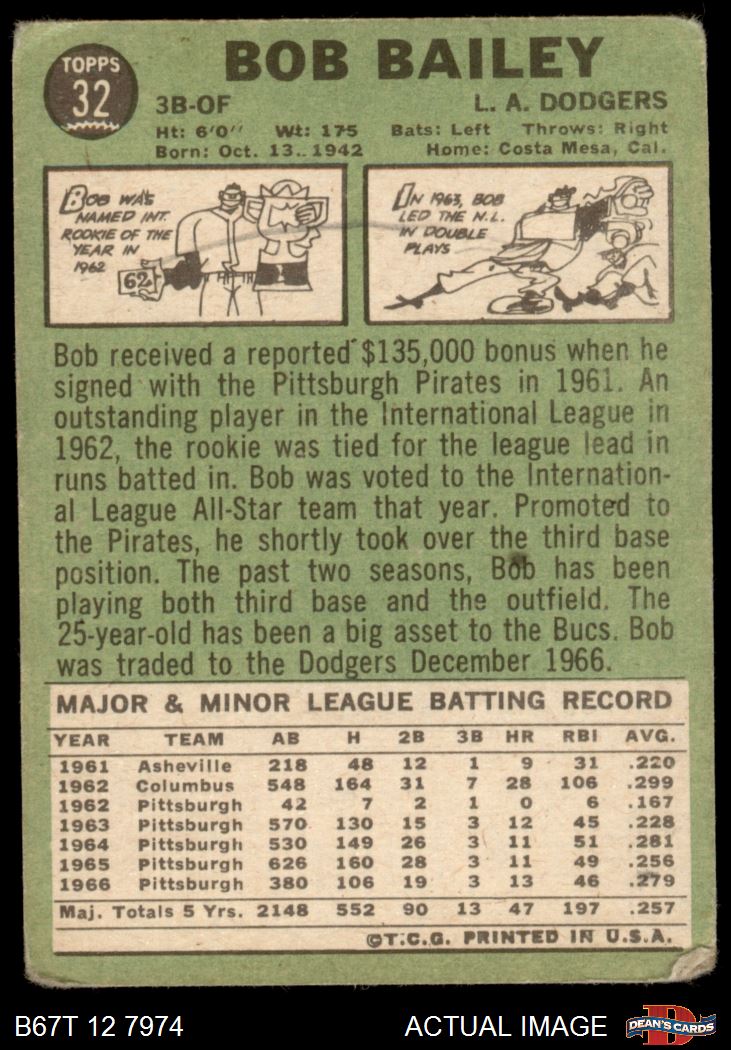 TOPPS
32
BOB BAILEY
3B-OF
L. A. DODGERS
Ht: 6'0" Wt: 175 Bats: Left Throws: Right
Born: Oct. 13, 1942 Home: Costa Mesa, Cal.
BOB WAS
NAMED INT.
ROOKIE OF THE
YEAR IN
1962
62
IN 1963, BOB
LED THE N.L.
IN DOUBLE
PLAYS
Bob received a reported $135,000 bonus when he
signed with the Pittsburgh Pirates in 1961. An
outstanding player in the International League in
1962, the rookie was tied for the league lead in
runs batted in. Bob was voted to the Internation-
al League All-Star team that year. Promoted to
the Pirates, he shortly took over the third base
position. The past two seasons, Bob has been
playing both third base and the outfield. The
25-year-old has been a big asset to the Bucs. Bob
was traded to the Dodgers December 1966.
MAJOR & MINOR LEAGUE BATTING RECORD
YEAR TEAM AB H 2B 3B HR RBI AVG.
1961 Asheville 218 48 12 1 9 31 .220
1962 Columbus 548 164 31 7 28 106 .299
1962 Pittsburgh 42 7 2 1 0 6 .167
1963 Pittsburgh 570 130 15 3 12 45 .228
1964 Pittsburgh 530 149 26 3 11 51 .281
1965 Pittsburgh 626 160 28 3 11 49 .256
1966 Pittsburgh 380 106 19 3 13 46 .279
Maj. Totals 5 Yrs. 2148 552 90 13 47 197 .257
©T.C.G. PRINTED IN U.S.A.
B67T 12 7974
ACTUAL IMAGE
D
DEAN'S CARDS